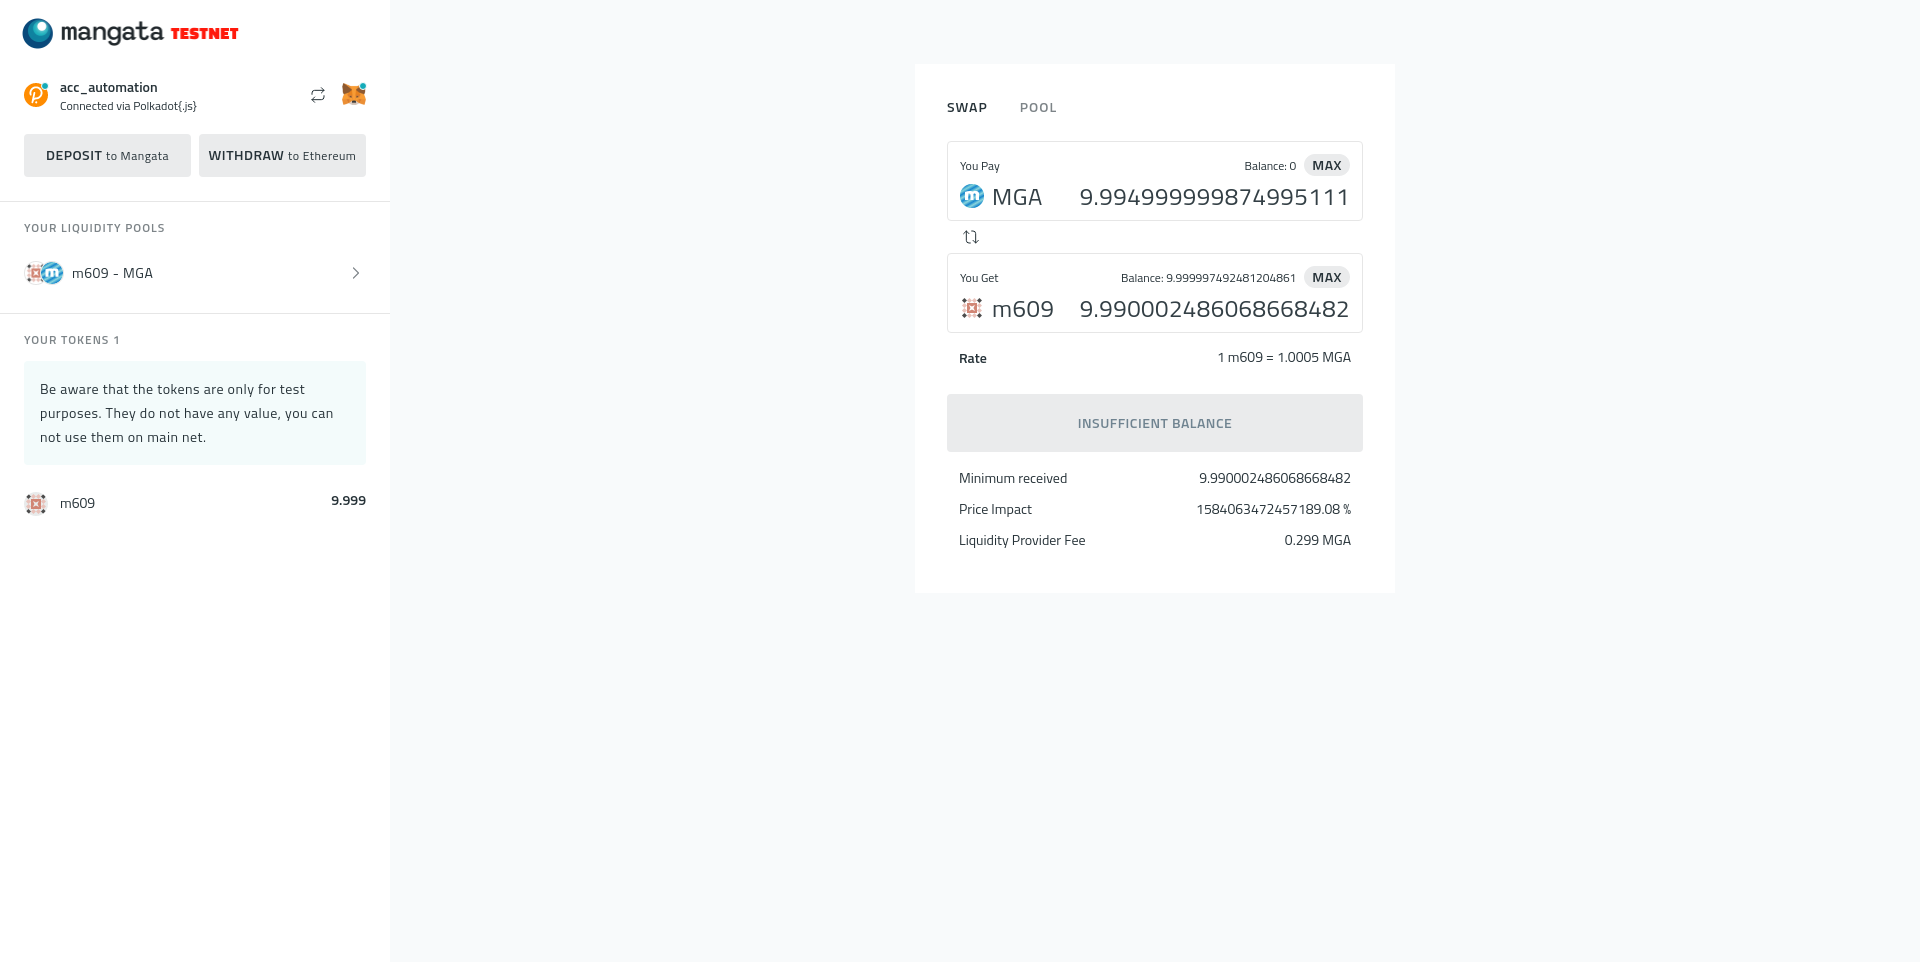 mangata TESTNET
acc_automation
Connected via Polkadot{.js}
DEPOSIT to Mangata
WITHDRAW to Ethereum
YOUR LIQUIDITY POOLS
m609 - MGA
YOUR TOKENS 1
Be aware that the tokens are only for test
purposes. They do not have any value, you can
not use them on main net.
m609 9.999
SWAP POOL
You Pay Balance: 0 MAX
MGA 9.994999999874995111
You Get Balance: 9.999997492481204861 MAX
m609 9.990002486068668482
Rate 1 m609 = 1.0005 MGA
INSUFFICIENT BALANCE
Minimum received 9.990002486068668482
Price Impact 1584063472457189.08 %
Liquidity Provider Fee 0.299 MGA